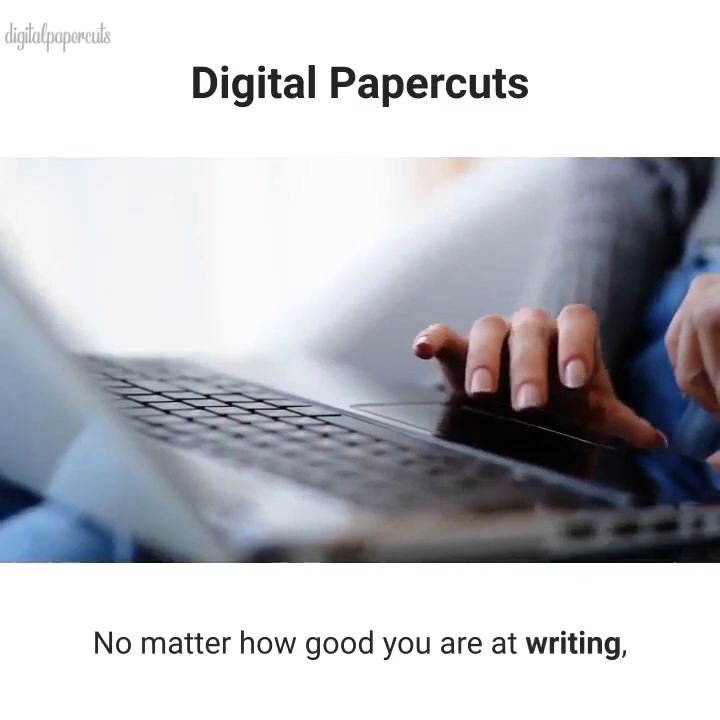 digitalpapercuts
Digital Papercuts
No matter how good you are at writing,